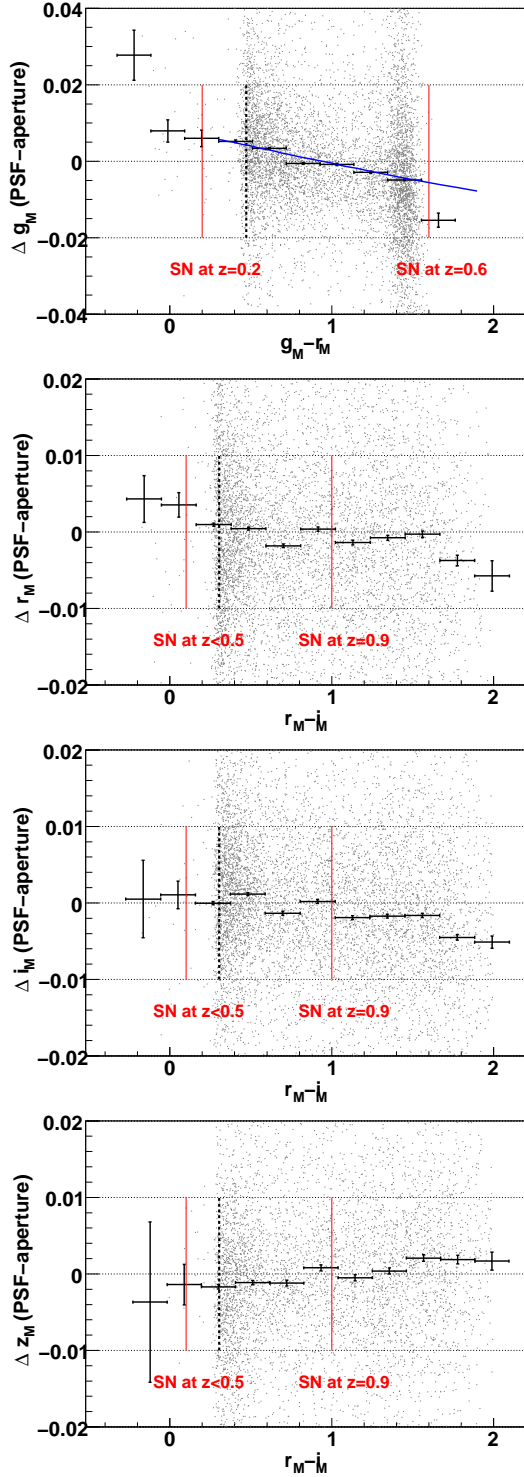 0.04
0.02
0
−0.02
−0.04
Δ g_M (PSF−aperture)
SN at z=0.2
SN at z=0.6
0 1 2
g_M−r_M
0.02
0.01
0
−0.01
−0.02
Δ r_M (PSF−aperture)
SN at z<0.5
SN at z=0.9
0 1 2
r_M−i_M
0.02
0.01
0
−0.01
−0.02
Δ i_M (PSF−aperture)
SN at z<0.5
SN at z=0.9
0 1 2
r_M−i_M
0.02
0.01
0
−0.01
−0.02
Δ z_M (PSF−aperture)
SN at z<0.5
SN at z=0.9
0 1 2
r_M−i_M